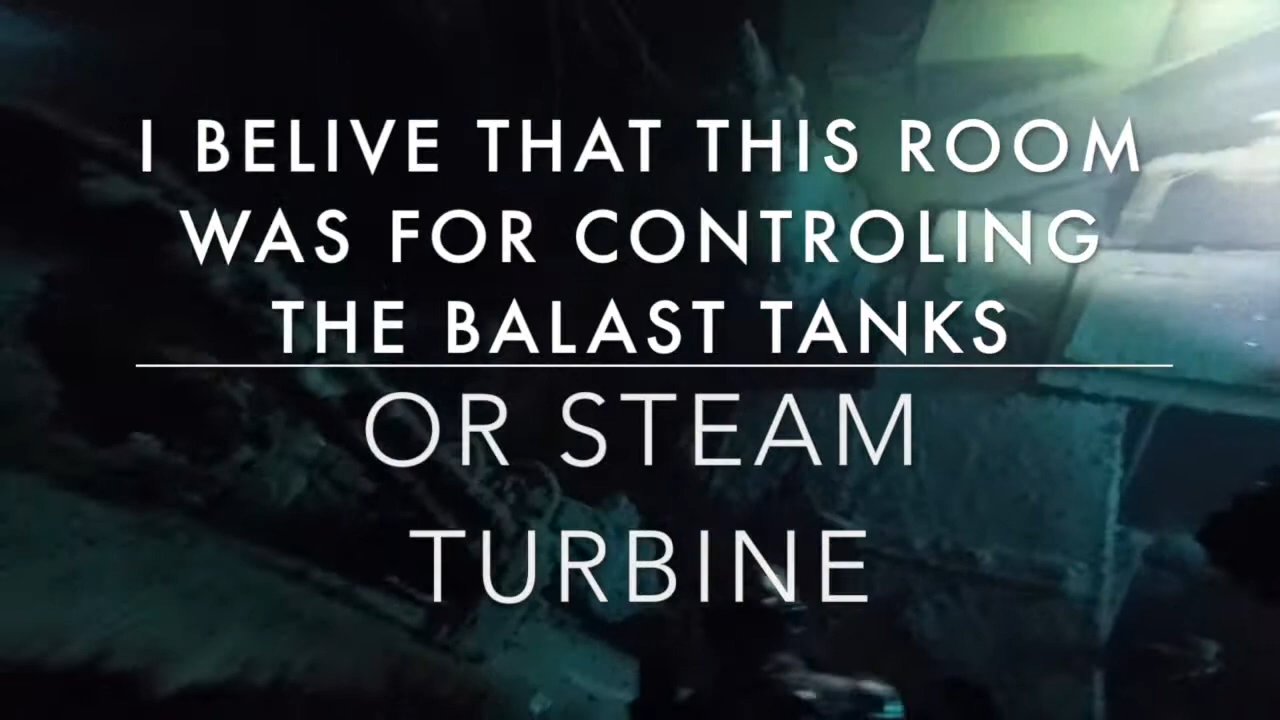 I BELIVE THAT THIS ROOM
WAS FOR CONTROLING
THE BALAST TANKS
OR STEAM
TURBINE